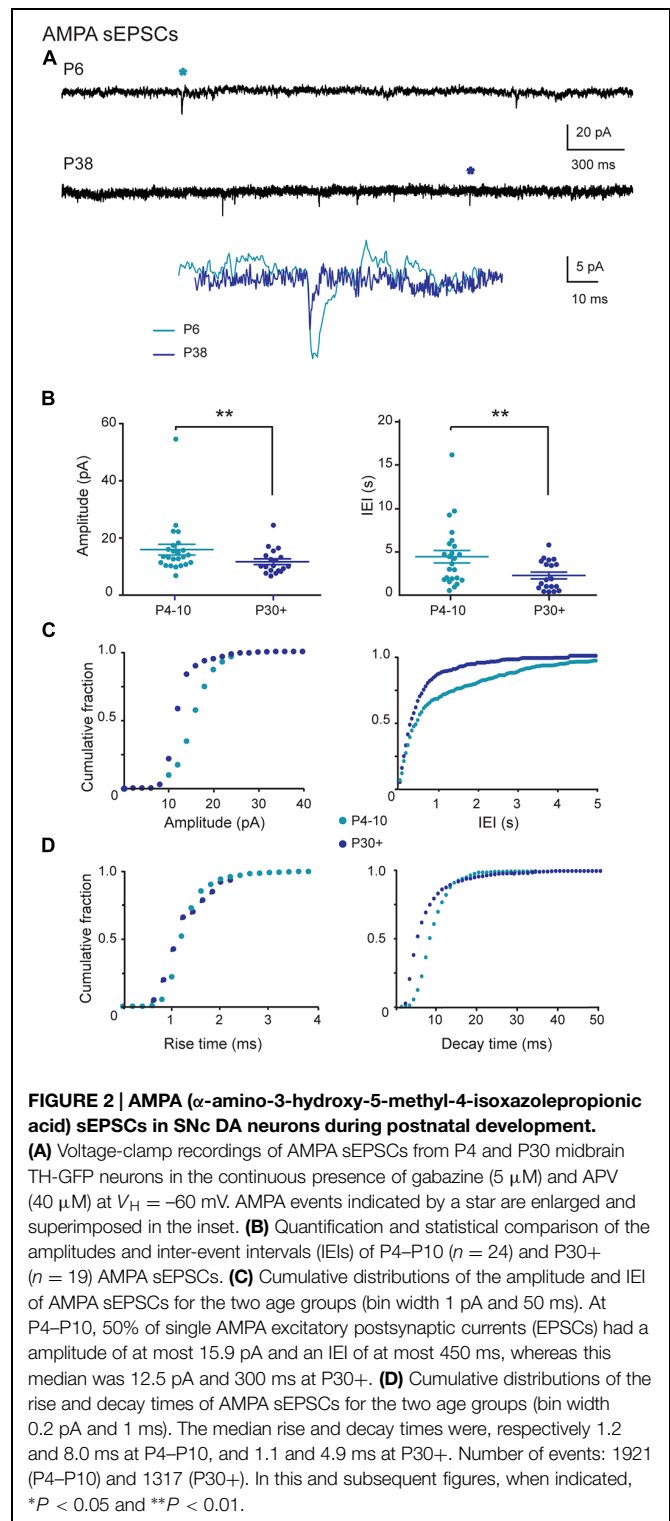 AMPA sEPSCs
A
P6
*
20 pA
300 ms
P38
*
5 pA
10 ms
P6
P38
B
**
60
40
20
0
Amplitude (pA)
P4-10
P30+
**
20
15
10
5
0
IEI (s)
P4-10
P30+
C
1.0
0.5
0
Cumulative fraction
10
20
30
40
Amplitude (pA)
1.0
0.5
0
1
2
3
4
5
IEI (s)
P4-10
P30+
D
1.0
0.5
0
Cumulative fraction
1
2
3
4
Rise time (ms)
1.0
0.5
0
10
20
30
40
50
Decay time (ms)
FIGURE 2 | AMPA (α-amino-3-hydroxy-5-methyl-4-isoxazolepropionic
acid) sEPSCs in SNc DA neurons during postnatal development.
(A) Voltage-clamp recordings of AMPA sEPSCs from P4 and P30 midbrain
TH-GFP neurons in the continuous presence of gabazine (5 μM) and APV
(40 μM) at VH = –60 mV. AMPA events indicated by a star are enlarged and
superimposed in the inset. (B) Quantification and statistical comparison of the
amplitudes and inter-event intervals (IEIs) of P4–P10 (n = 24) and P30+
(n = 19) AMPA sEPSCs. (C) Cumulative distributions of the amplitude and IEI
of AMPA sEPSCs for the two age groups (bin width 1 pA and 50 ms). At
P4–P10, 50% of single AMPA excitatory postsynaptic currents (EPSCs) had a
amplitude of at most 15.9 pA and an IEI of at most 450 ms, whereas this
median was 12.5 pA and 300 ms at P30+. (D) Cumulative distributions of the
rise and decay times of AMPA sEPSCs for the two age groups (bin width
0.2 pA and 1 ms). The median rise and decay times were, respectively 1.2
and 8.0 ms at P4–P10, and 1.1 and 4.9 ms at P30+. Number of events: 1921
(P4–P10) and 1317 (P30+). In this and subsequent figures, when indicated,
*P < 0.05 and **P < 0.01.